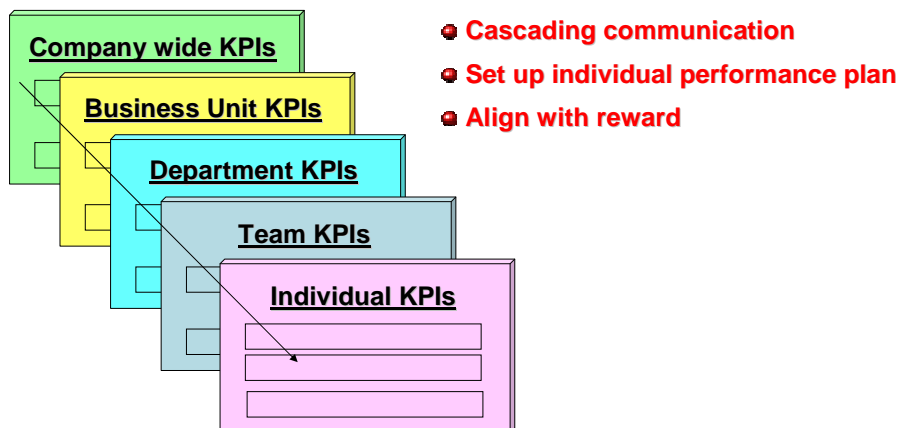 Company wide KPIs
Business Unit KPIs
Department KPIs
Team KPIs
Individual KPIs
Cascading communication
Set up individual performance plan
Align with reward